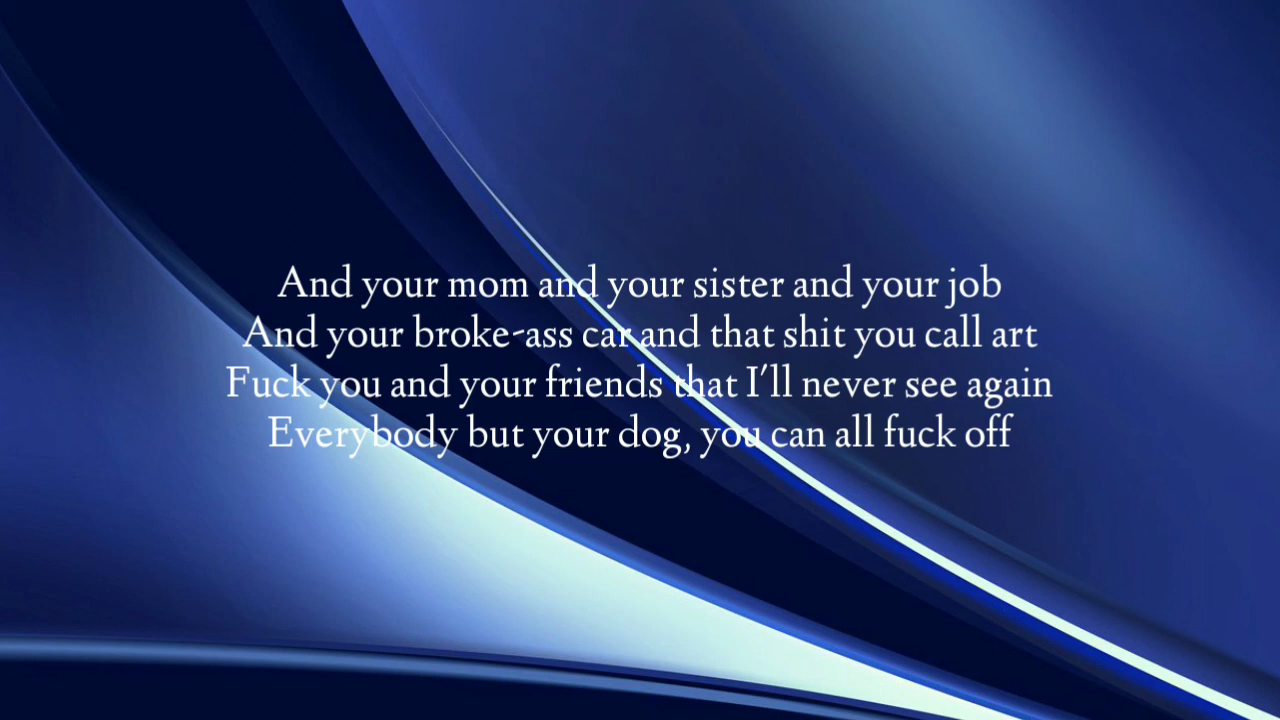 And your mom and your sister and your job
And your broke-ass car and that shit you call art
Fuck you and your friends that I'll never see again
Everybody but your dog, you can all fuck off